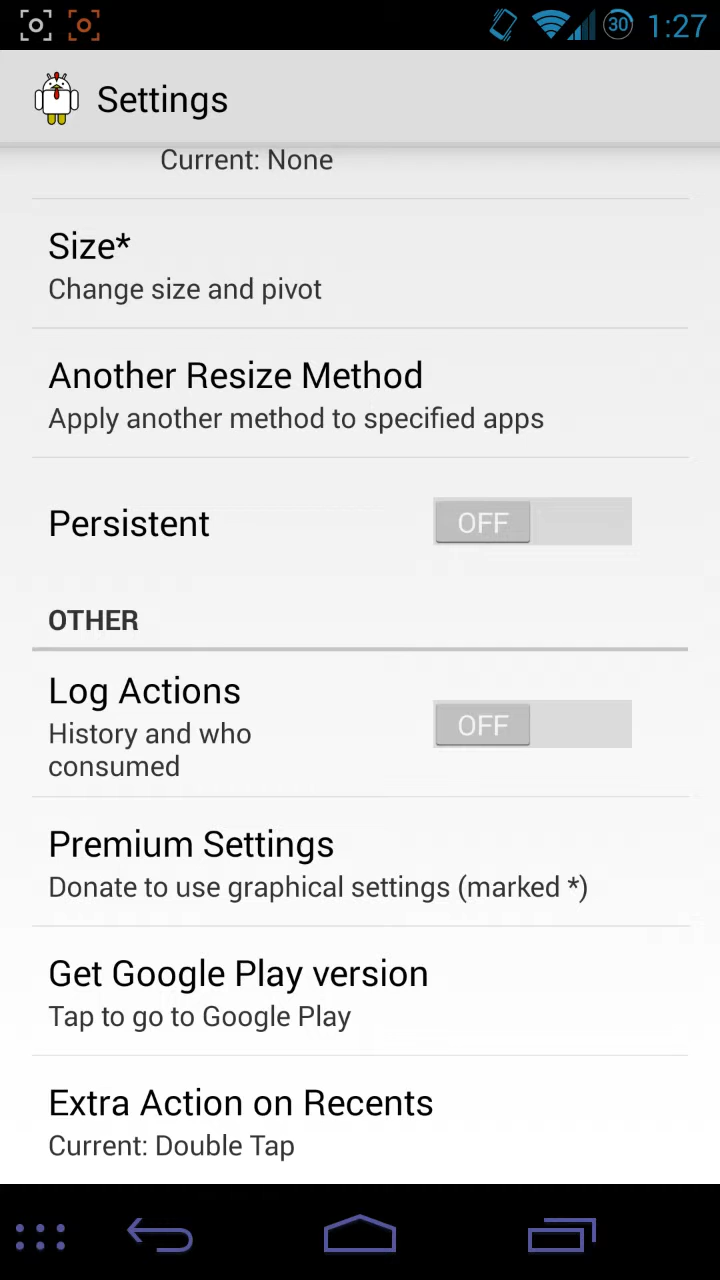 30 1:27
Settings
Current: None
Size*
Change size and pivot
Another Resize Method
Apply another method to specified apps
Persistent OFF
OTHER
Log Actions
OFF
History and who
consumed
Premium Settings
Donate to use graphical settings (marked *)
Get Google Play version
Tap to go to Google Play
Extra Action on Recents
Current: Double Tap